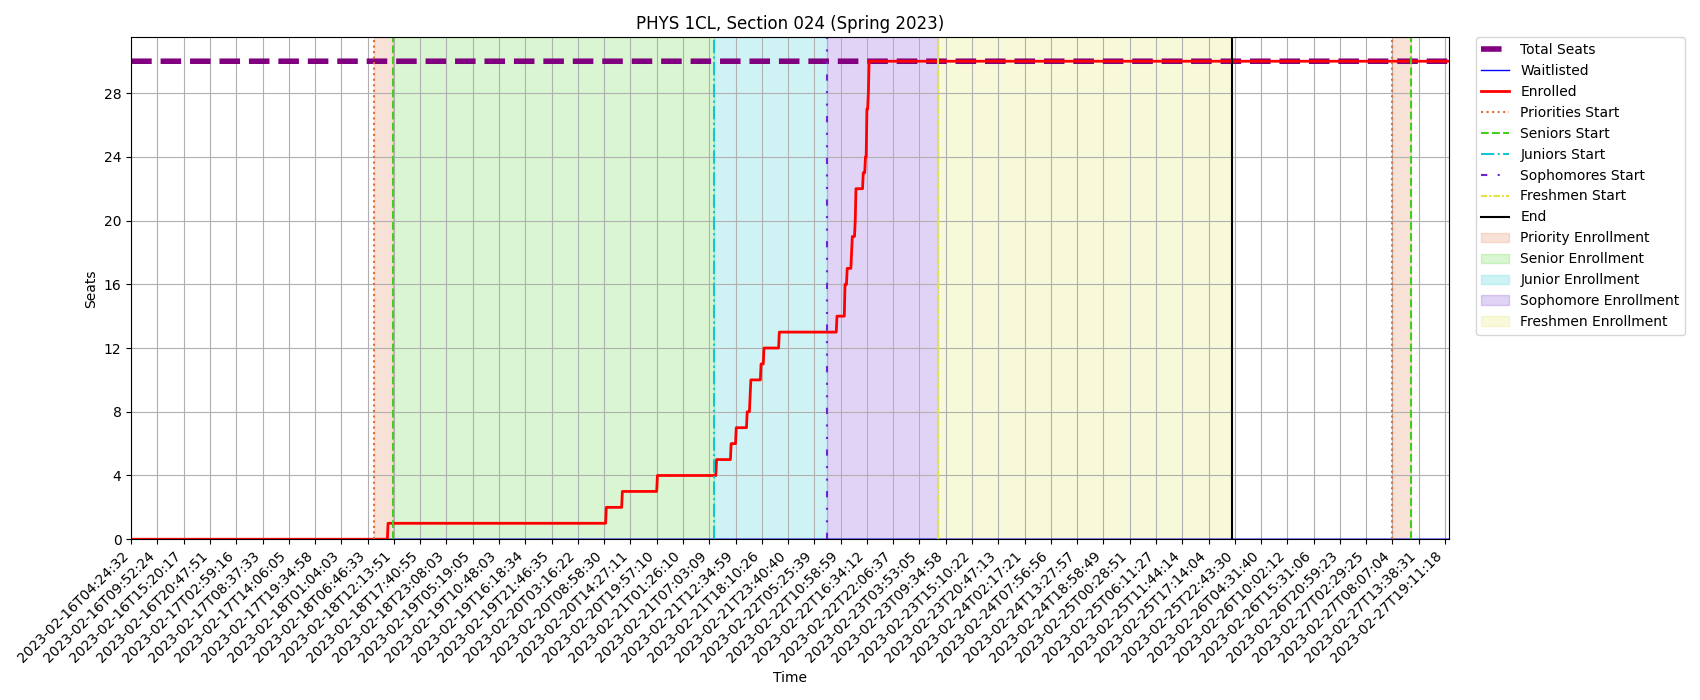 PHYS 1CL, Section 024 (Spring 2023)
Seats
28
24
20
16
12
8
4
0
2023-02-16T04:24:32
2023-02-16T09:52:24
2023-02-16T15:20:17
2023-02-16T20:47:51
2023-02-17T02:59:16
2023-02-17T08:37:33
2023-02-17T14:06:05
2023-02-17T19:34:58
2023-02-18T01:04:03
2023-02-18T06:46:33
2023-02-18T12:13:51
2023-02-18T17:40:55
2023-02-18T23:08:03
2023-02-19T05:19:05
2023-02-19T10:48:03
2023-02-19T16:18:34
2023-02-19T21:46:35
2023-02-20T03:16:22
2023-02-20T08:58:30
2023-02-20T14:27:11
2023-02-20T19:57:10
2023-02-21T01:26:10
2023-02-21T07:03:09
2023-02-21T12:34:59
2023-02-21T18:10:26
2023-02-21T23:40:40
2023-02-22T05:25:39
2023-02-22T10:58:59
2023-02-22T16:34:12
2023-02-22T22:06:37
2023-02-23T03:53:05
2023-02-23T09:34:58
2023-02-23T15:10:22
2023-02-23T20:47:13
2023-02-24T02:17:21
2023-02-24T07:56:56
2023-02-24T13:27:57
2023-02-24T18:58:49
2023-02-25T00:28:51
2023-02-25T06:11:27
2023-02-25T11:44:14
2023-02-25T17:14:04
2023-02-25T22:43:30
2023-02-26T04:31:40
2023-02-26T10:02:12
2023-02-26T15:31:06
2023-02-26T20:59:23
2023-02-27T02:29:25
2023-02-27T08:07:04
2023-02-27T13:38:31
2023-02-27T19:11:18
Time
Total Seats
Waitlisted
Enrolled
Priorities Start
Seniors Start
Juniors Start
Sophomores Start
Freshmen Start
End
Priority Enrollment
Senior Enrollment
Junior Enrollment
Sophomore Enrollment
Freshmen Enrollment